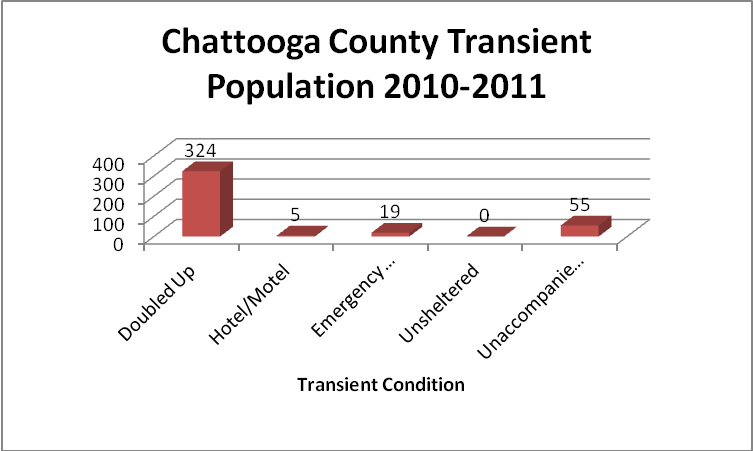 Chattooga County Transient
Population 2010-2011
400
300
200
100
0
324
5
19
0
55
Doubled Up
Hotel/Motel
Emergency...
Unsheltered
Unaccompanie...
Transient Condition